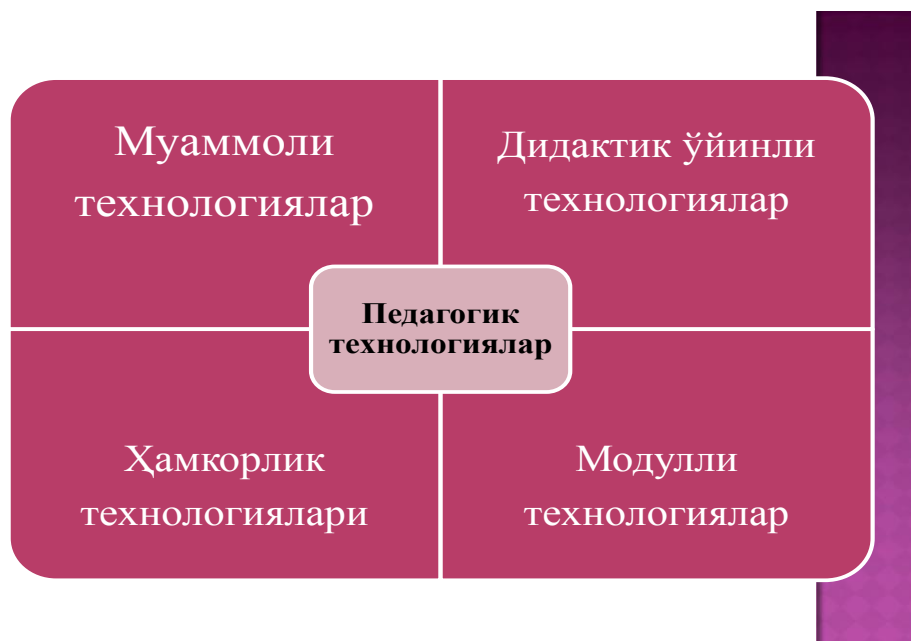 Муаммоли
технологиялар
Дидактик ўйинли
технологиялар
Педагогик
технологиялар
Ҳамкорлик
технологиялари
Модулли
технологиялар